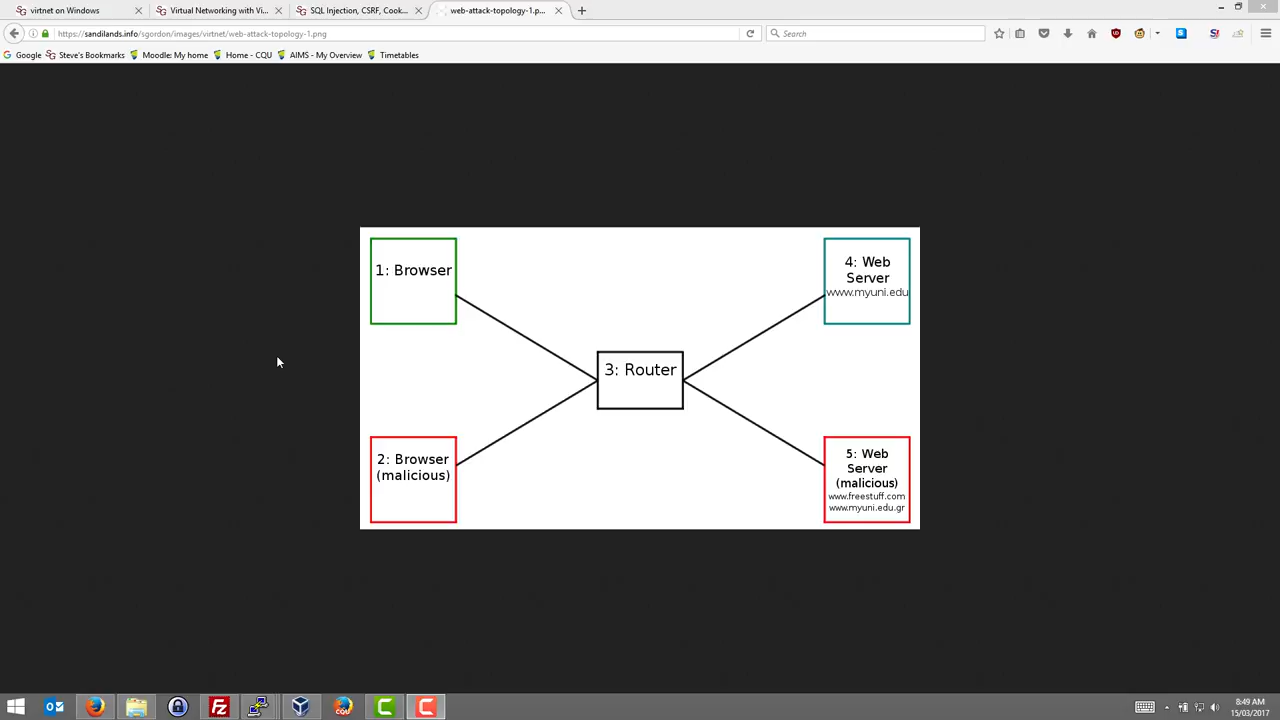 virtnet on Windows
Virtual Networking with Vi...
SQL Injection, CSRF, Cook...
web-attack-topology-1.p...
https://sandilands.info/sgordon/images/virtnet/web-attack-topology-1.png
Search
Google
Steve's Bookmarks
Moodle: My home
Home - CQU
AIMS - My Overview
Timetables
1: Browser
4: Web
Server
www.myuni.edu
3: Router
2: Browser
(malicious)
5: Web
Server
(malicious)
www.freestuff.com
www.myuni.edu.gr
CQU
8:49 AM
15/03/2017